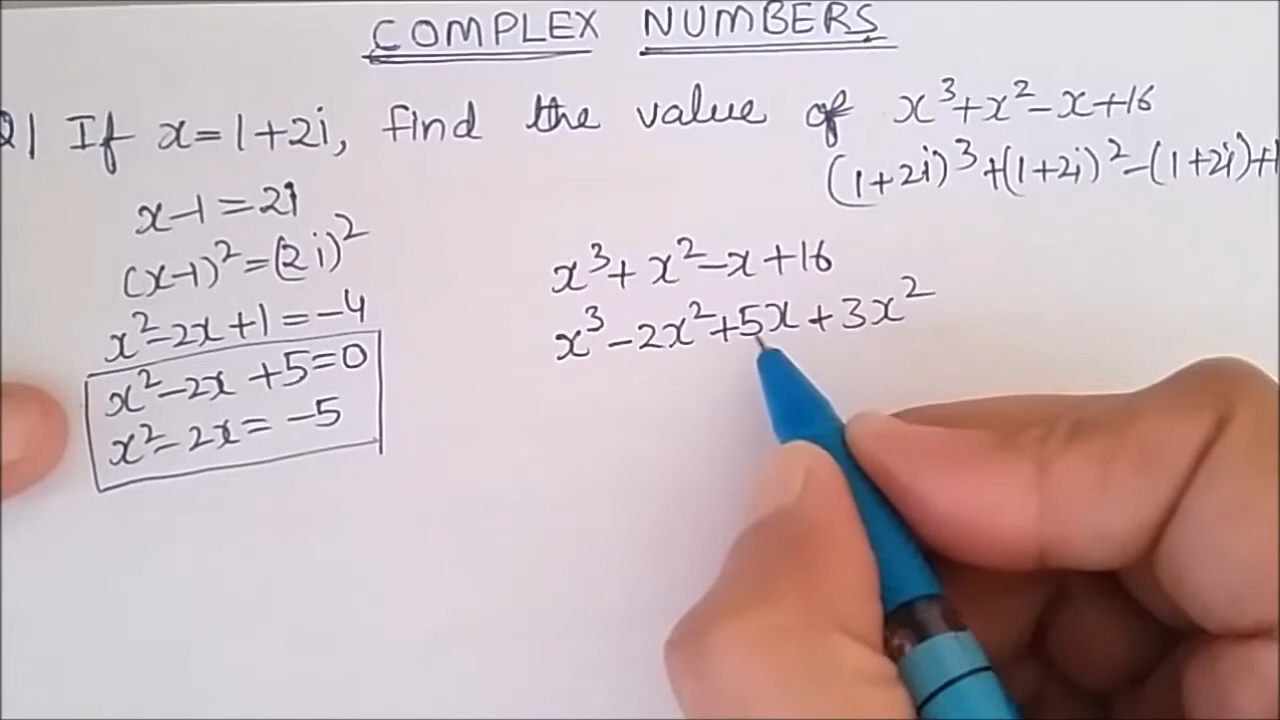 COMPLEX NUMBERS
Q1 If x=1+2i, find the value of x³+x²-x+16
(1+2i)³+(1+2i)²-(1+2i)+1
x-1=2i
(x-1)²=(2i)²
x²-2x+1=-4
x²-2x+5=0
x²-2x=-5
x³+x²-x+16
x³-2x²+5x+3x²